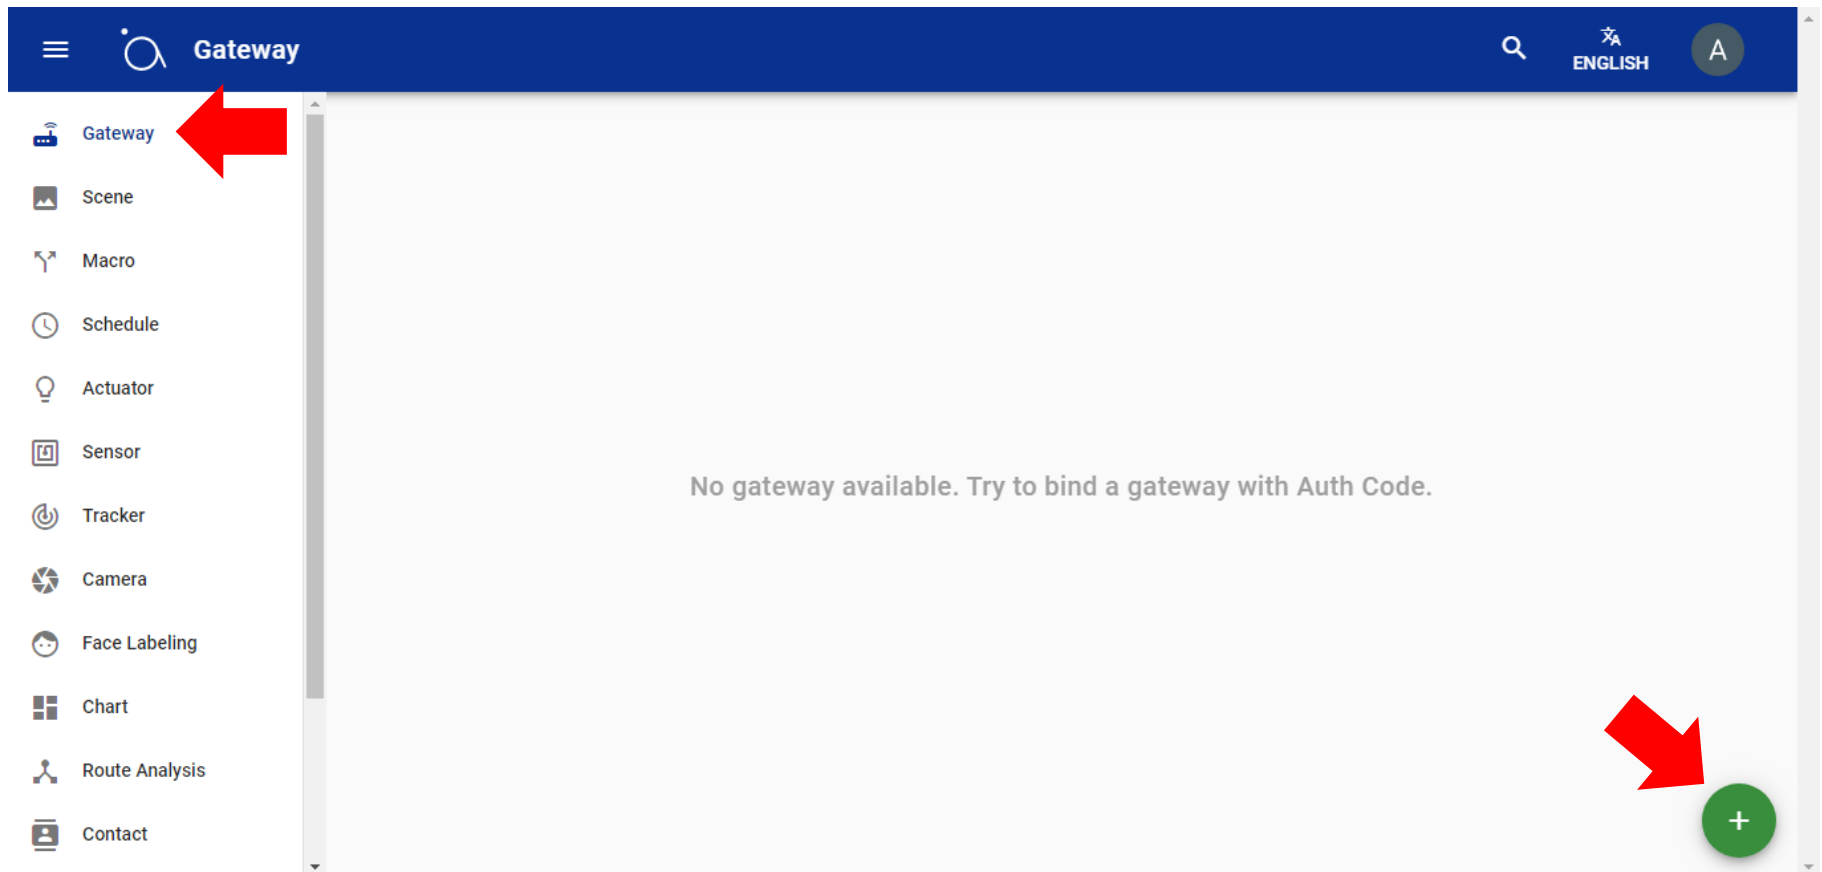 Gateway
ENGLISH
A
Gateway
Scene
Macro
Schedule
Actuator
Sensor
Tracker
Camera
Face Labeling
Chart
Route Analysis
Contact
No gateway available. Try to bind a gateway with Auth Code.